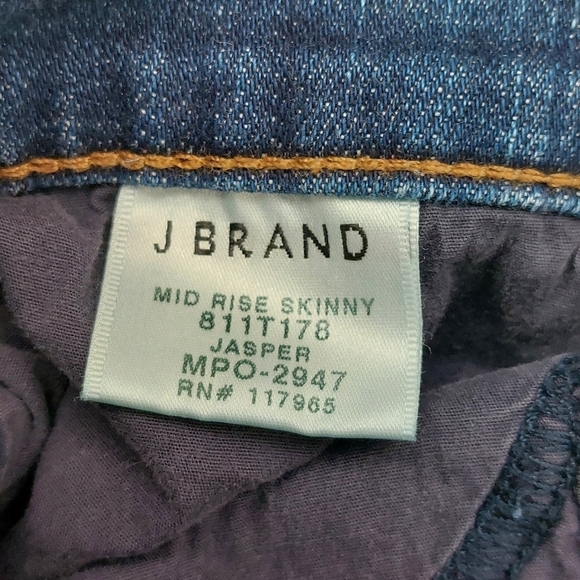 J BRAND
MID RISE SKINNY
811T178
JASPER
MPO-2947
RN# 117965